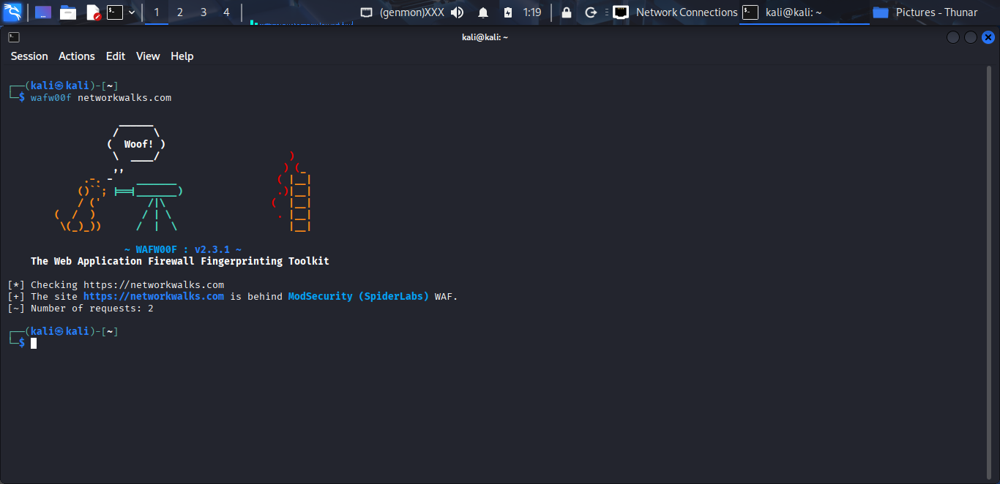 1 2 3 4 (genmon)XXX 1:19 Network Connections kali@kali: ~ Pictures - Thunar
kali@kali: ~
Session Actions Edit View Help
┌──(kali㉿kali)-[~]
└─$ wafw00f networkwalks.com
Woof!
~ WAFW00F : v2.3.1 ~
The Web Application Firewall Fingerprinting Toolkit
[*] Checking https://networkwalks.com
[+] The site https://networkwalks.com is behind ModSecurity (SpiderLabs) WAF.
[~] Number of requests: 2
┌──(kali㉿kali)-[~]
└─$